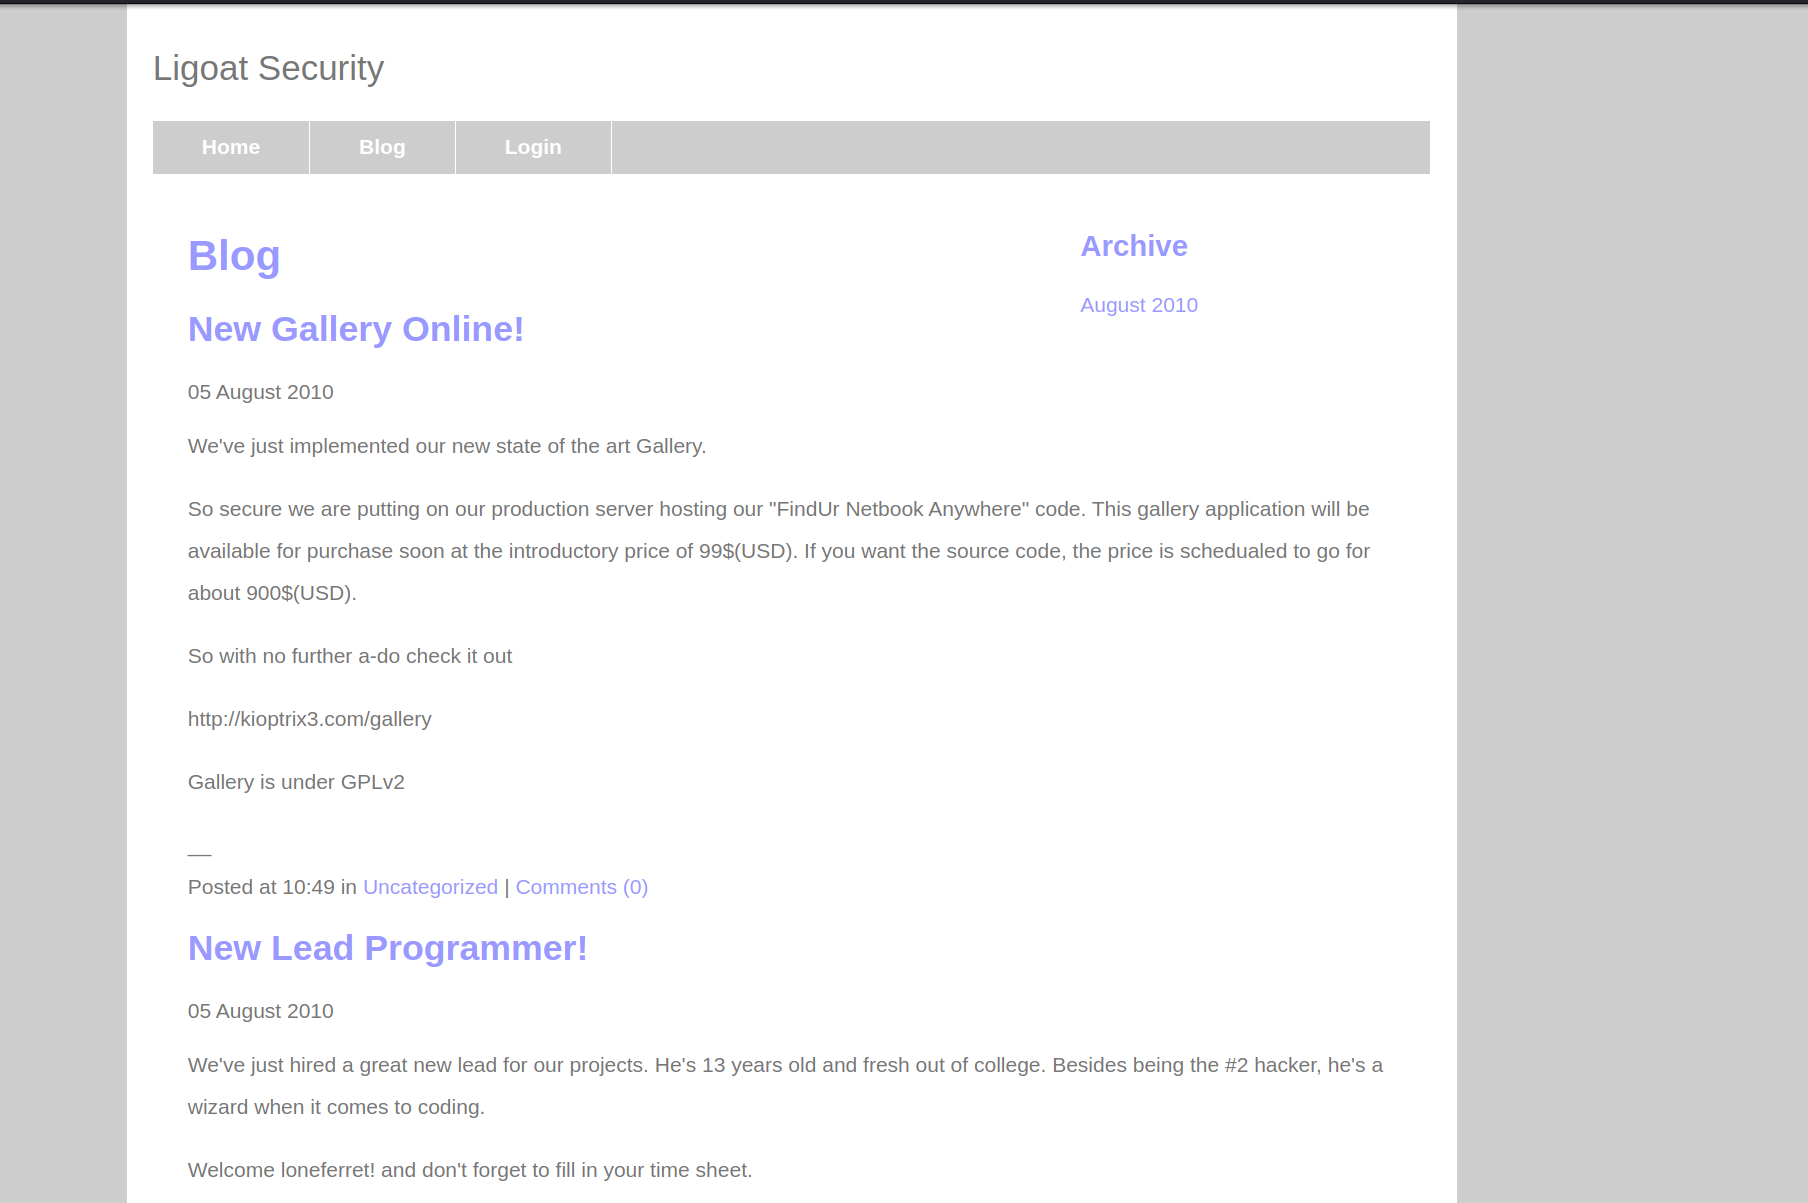 Ligoat Security
Home Blog Login
Blog
Archive
August 2010
New Gallery Online!
05 August 2010
We've just implemented our new state of the art Gallery.
So secure we are putting on our production server hosting our "FindUr Netbook Anywhere" code. This gallery application will be
available for purchase soon at the introductory price of 99$(USD). If you want the source code, the price is schedualed to go for
about 900$(USD).
So with no further a-do check it out
http://kioptrix3.com/gallery
Gallery is under GPLv2
__
Posted at 10:49 in Uncategorized | Comments (0)
New Lead Programmer!
05 August 2010
We've just hired a great new lead for our projects. He's 13 years old and fresh out of college. Besides being the #2 hacker, he's a
wizard when it comes to coding.
Welcome loneferret! and don't forget to fill in your time sheet.